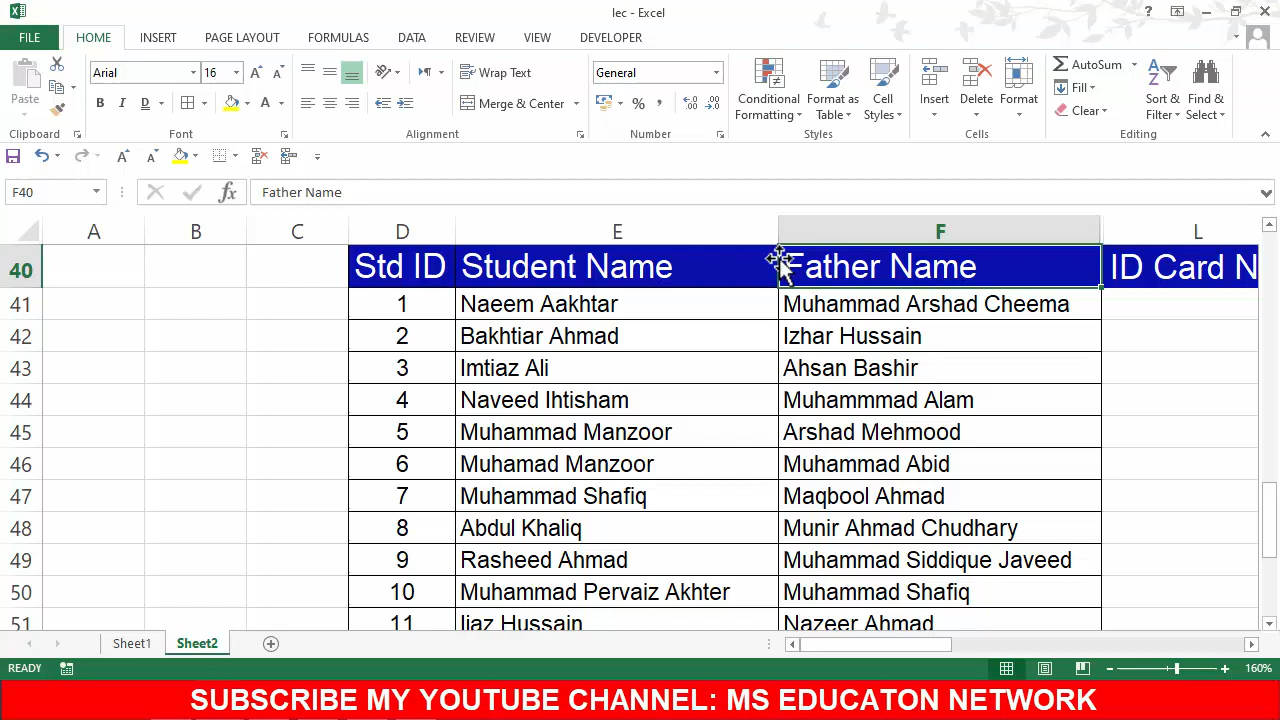 lec - Excel
FILE HOME INSERT PAGE LAYOUT FORMULAS DATA REVIEW VIEW DEVELOPER
Paste Arial 16 Wrap Text General Conditional Formatting Format as Table Cell Styles Insert Delete Format AutoSum Fill Clear Sort & Filter Find & Select
B I D Merge & Center %
Clipboard Font Alignment Number Styles Cells Editing
F40 fx Father Name
A B C D E F L
40 Std ID Student Name Father Name ID Card N
41 1 Naeem Aakhtar Muhammad Arshad Cheema
42 2 Bakhtiar Ahmad Izhar Hussain
43 3 Imtiaz Ali Ahsan Bashir
44 4 Naveed Ihtisham Muhammmad Alam
45 5 Muhammad Manzoor Arshad Mehmood
46 6 Muhamad Manzoor Muhammad Abid
47 7 Muhammad Shafiq Maqbool Ahmad
48 8 Abdul Khaliq Munir Ahmad Chudhary
49 9 Rasheed Ahmad Muhammad Siddique Javeed
50 10 Muhammad Pervaiz Akhter Muhammad Shafiq
51 11 Ijaz Hussain Nazeer Ahmad
Sheet1 Sheet2
READY 160%
SUBSCRIBE MY YOUTUBE CHANNEL: MS EDUCATON NETWORK